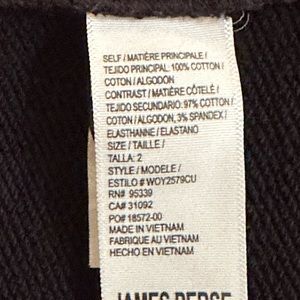 SELF / MATIÈRE PRINCIPALE /
TEJIDO PRINCIPAL: 100% COTTON /
COTON / ALGODON
CONTRAST / MATIÈRE CÔTELÉ /
TEJIDO SECUNDARIO: 97% COTTON /
COTON / ALGODON, 3% SPANDEX /
ELASTHANNE / ELASTANO
SIZE / TAILLE /
TALLA: 2
STYLE / MODELE /
ESTILO # WOY2579CU
RN# 95339
CA# 31092
PO# 18572-00
MADE IN VIETNAM
FABRIQUE AU VIETNAM
HECHO EN VIETNAM
JAMES PERSE